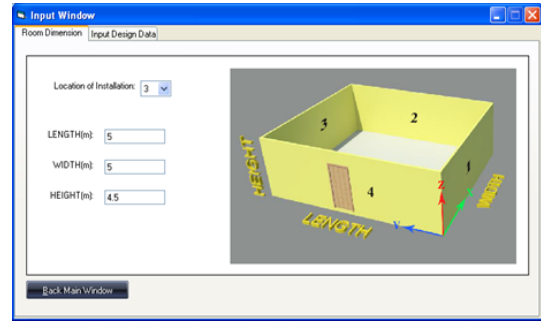 Input Window
Room Dimension Input Design Data
Location of Installation: 3
LENGTH(m): 5
WIDTH(m): 5
HEIGHT(m): 4.5
3
2
HEIGHT
1
4
Z
X
WIDTH
LENGTH
Y
Back Main Window